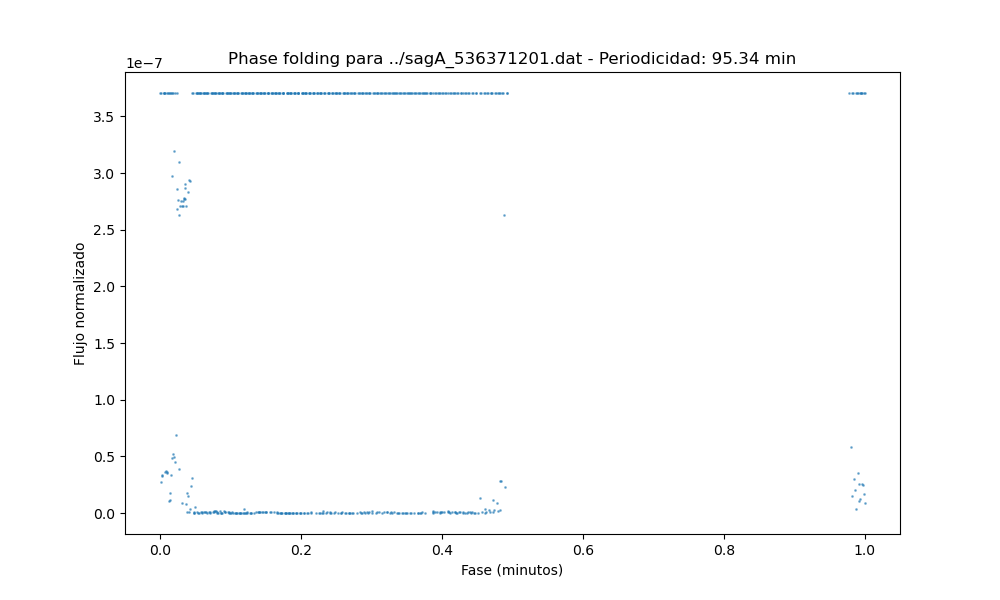 Phase folding para ../sagA_536371201.dat - Periodicidad: 95.34 min
1e−7
3.5
3.0
2.5
2.0
1.5
1.0
0.5
0.0
Flujo normalizado
0.0 0.2 0.4 0.6 0.8 1.0
Fase (minutos)